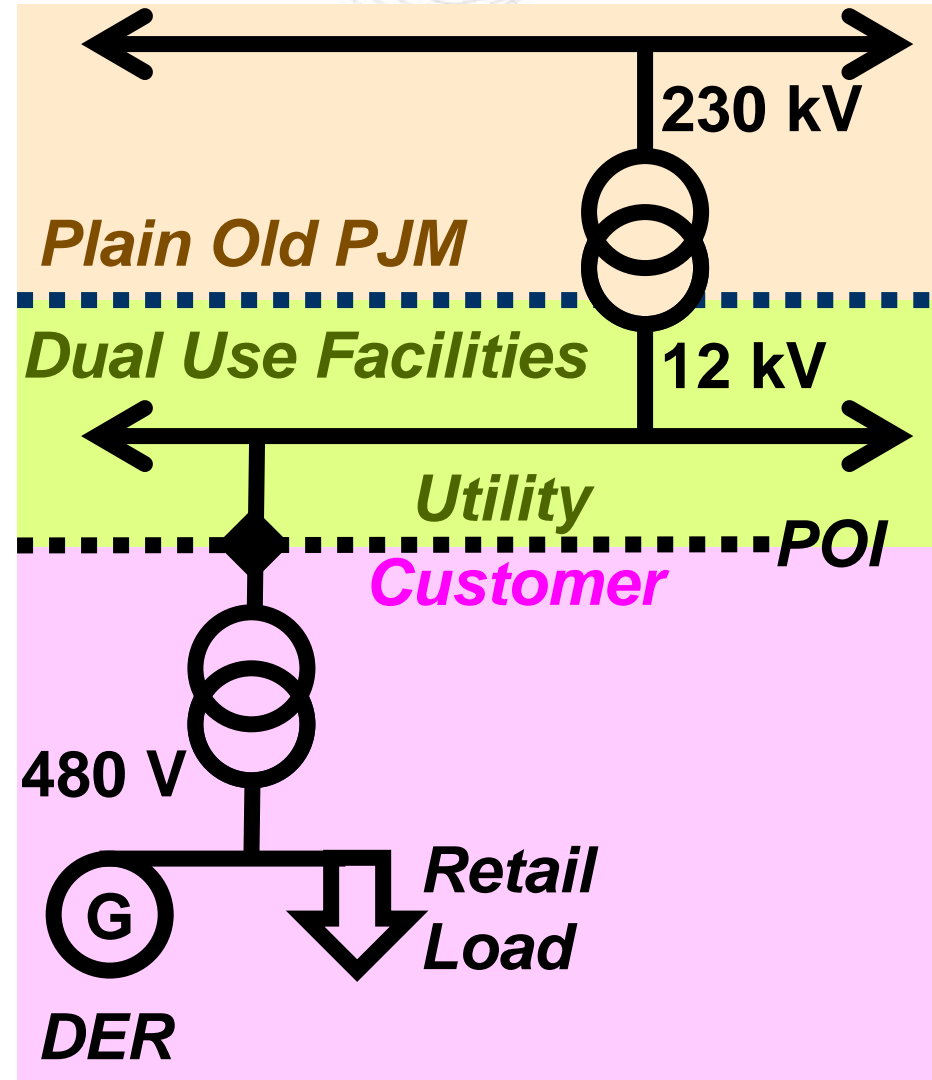 230 kV
Plain Old PJM
Dual Use Facilities
12 kV
Utility
POI
Customer
480 V
Retail
Load
G
DER